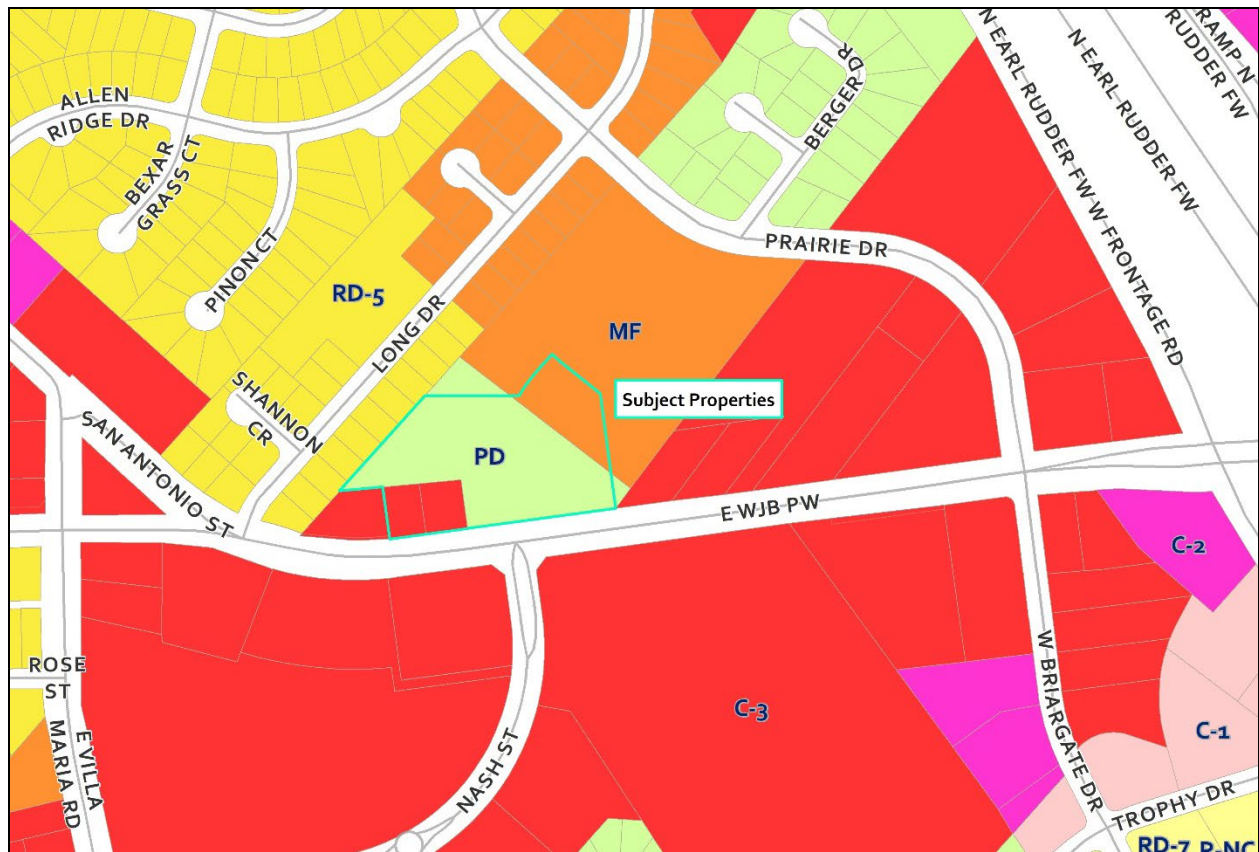 ALLEN
RIDGE DR
BEXAR
GRASS CT
PINON CT
RD-5
LONG DR
SHANNON
CR
SAN ANTONIO ST
BERGER DR
PRAIRIE DR
MF
N EARL RUDDER FW W FRONTAGE RD
N EARL RUDDER FW
RAMP N
RUDDER FW
Subject Properties
PD
E WJB PW
C-2
ROSE
ST
E VILLA
MARIA RD
NASH ST
C-3
W BRIARGATE DR
C-1
TROPHY DR
RD-7
R-NC